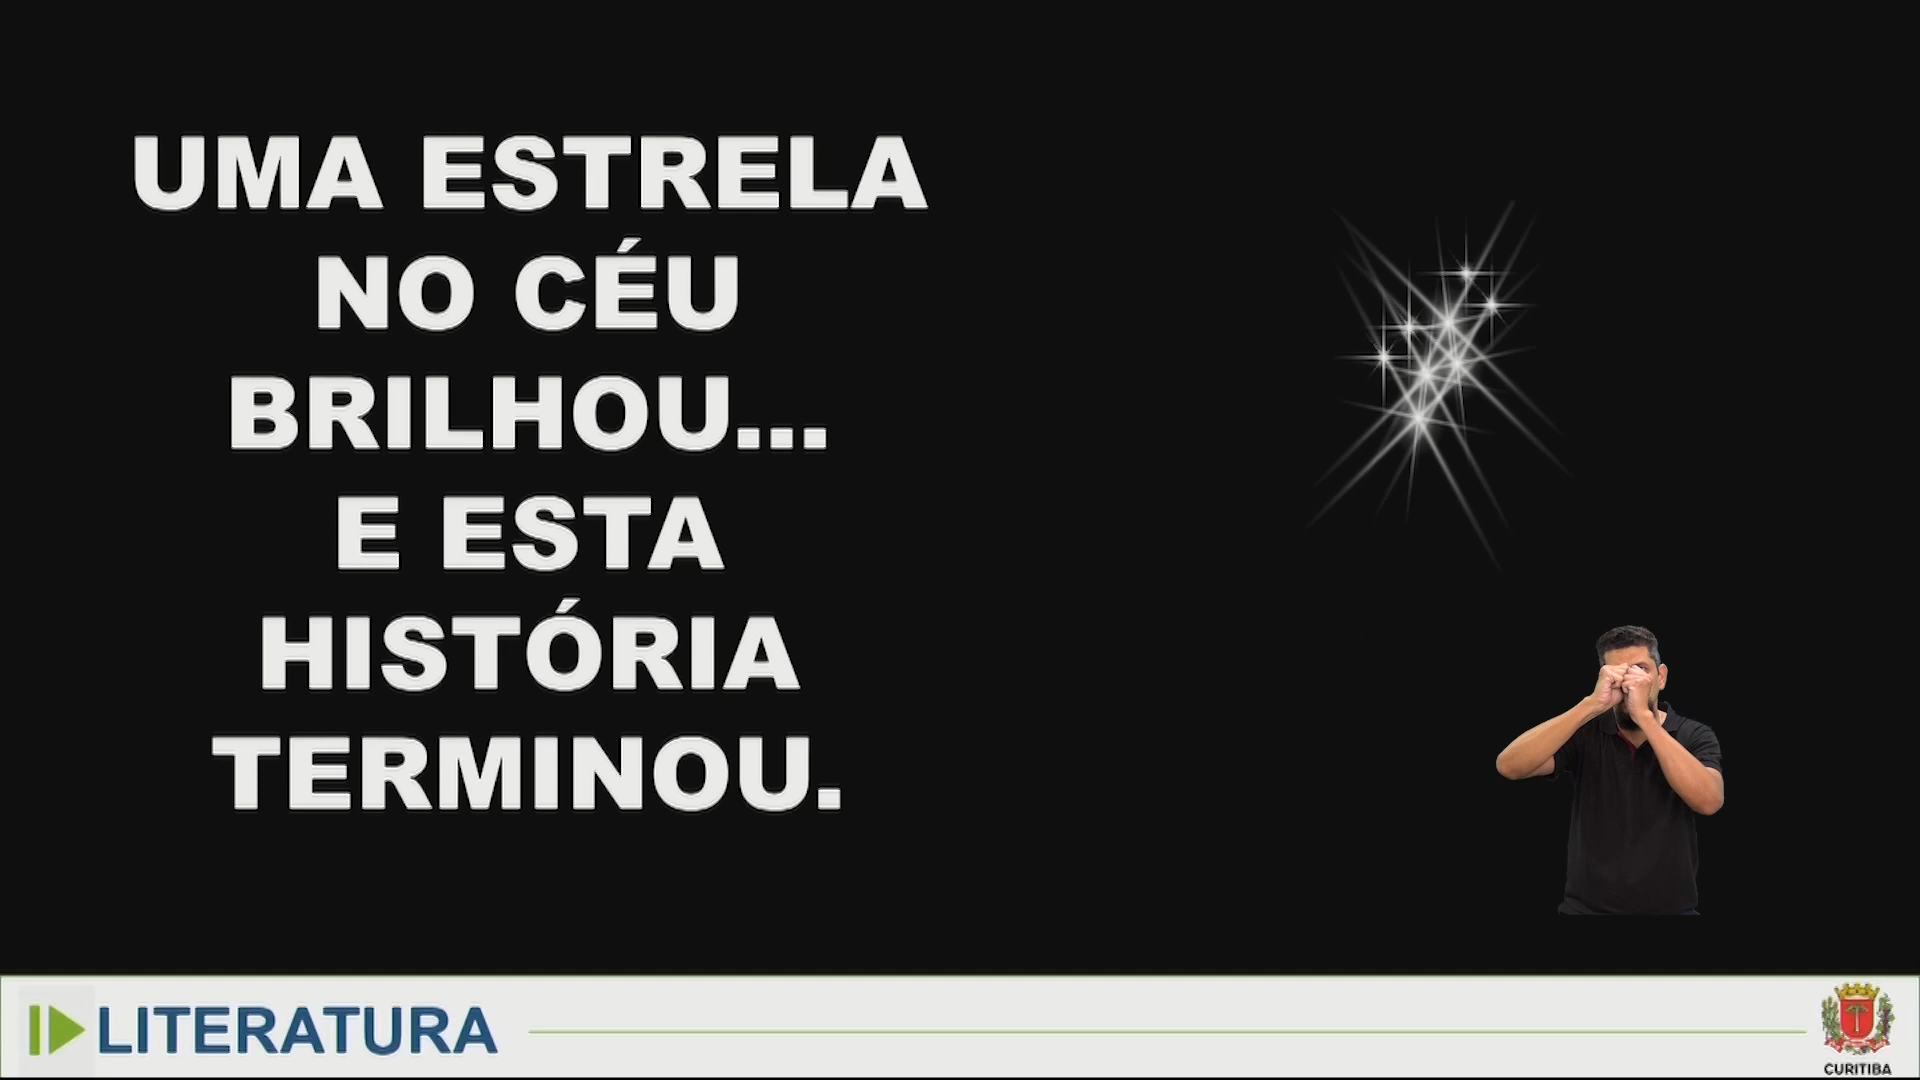 UMA ESTRELA
NO CÉU
BRILHOU...
E ESTA
HISTÓRIA
TERMINOU.
LITERATURA
CURITIBA